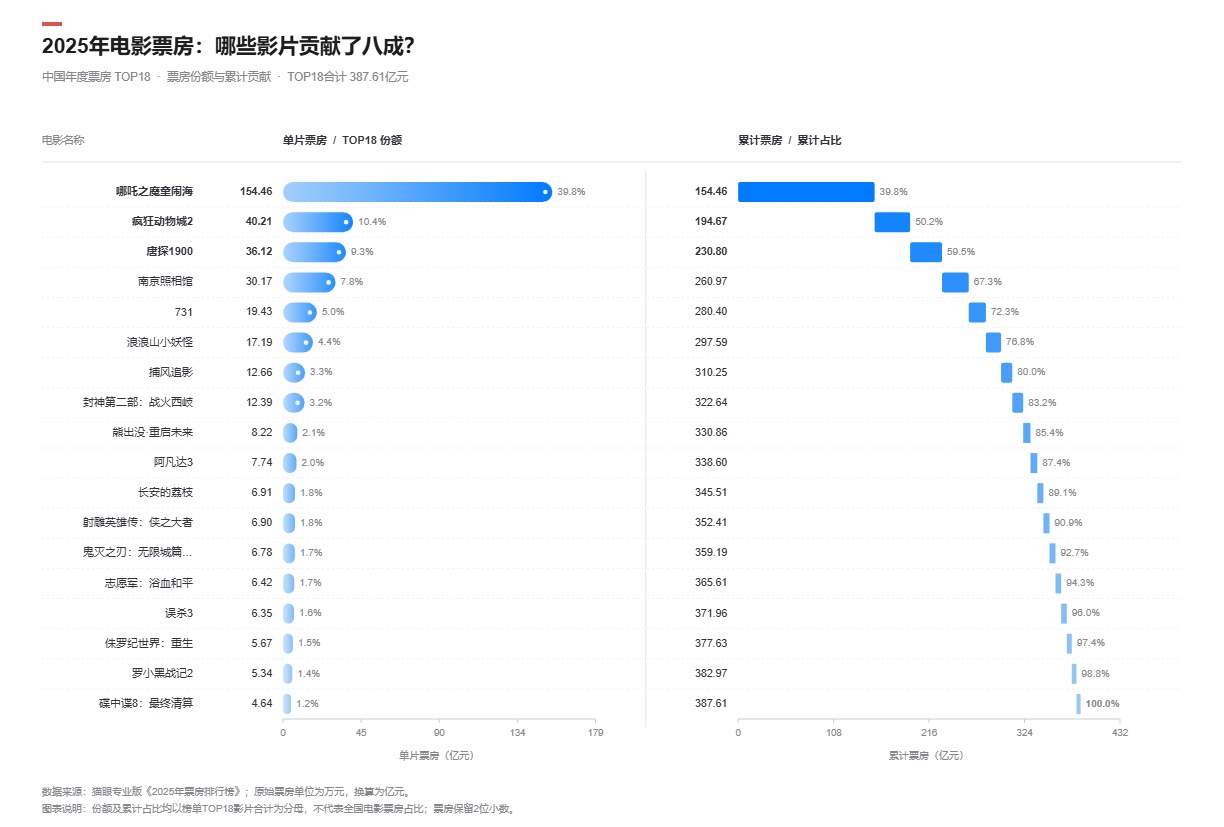 2025年电影票房：哪些影片贡献了八成？
中国年度票房 TOP18 · 票房份额与累计贡献 · TOP18合计 387.61亿元
电影名称 单片票房 / TOP18 份额 累计票房 / 累计占比
哪吒之魔童闹海 154.46 39.8% 154.46 39.8%
疯狂动物城2 40.21 10.4% 194.67 50.2%
唐探1900 36.12 9.3% 230.80 59.5%
南京照相馆 30.17 7.8% 260.97 67.3%
731 19.43 5.0% 280.40 72.3%
浪浪山小妖怪 17.19 4.4% 297.59 76.8%
捕风追影 12.66 3.3% 310.25 80.0%
封神第二部：战火西岐 12.39 3.2% 322.64 83.2%
熊出没·重启未来 8.22 2.1% 330.86 85.4%
阿凡达3 7.74 2.0% 338.60 87.4%
长安的荔枝 6.91 1.8% 345.51 89.1%
射雕英雄传：侠之大者 6.90 1.8% 352.41 90.9%
鬼灭之刃：无限城篇... 6.78 1.7% 359.19 92.7%
志愿军：浴血和平 6.42 1.7% 365.61 94.3%
误杀3 6.35 1.6% 371.96 96.0%
侏罗纪世界：重生 5.67 1.5% 377.63 97.4%
罗小黑战记2 5.34 1.4% 382.97 98.8%
碟中谍8：最终清算 4.64 1.2% 387.61 100.0%
0 45 90 134 179 0 108 216 324 432
单片票房（亿元） 累计票房（亿元）
数据来源：猫眼专业版《2025年票房排行榜》；原始票房单位为万元，换算为亿元。
图表说明：份额及累计占比均以榜单TOP18影片合计为分母，不代表全国电影票房占比；票房保留2位小数。